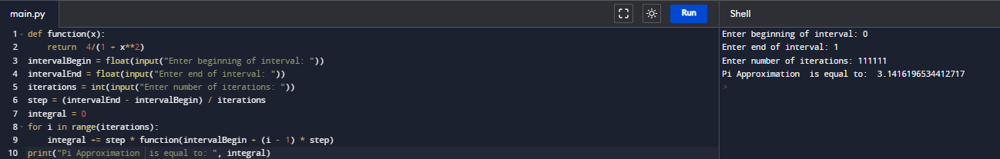 main.py Run Shell
1 def function(x):
2 return 4/(1 + x**2)
3 intervalBegin = float(input("Enter beginning of interval: "))
4 intervalEnd = float(input("Enter end of interval: "))
5 iterations = int(input("Enter number of iterations: "))
6 step = (intervalEnd - intervalBegin) / iterations
7 integral = 0
8 for i in range(iterations):
9 integral += step * function(intervalBegin + (i - 1) * step)
10 print("Pi Approximation  is equal to: ", integral)
Enter beginning of interval: 0
Enter end of interval: 1
Enter number of iterations: 111111
Pi Approximation  is equal to:  3.1416196534412717
>